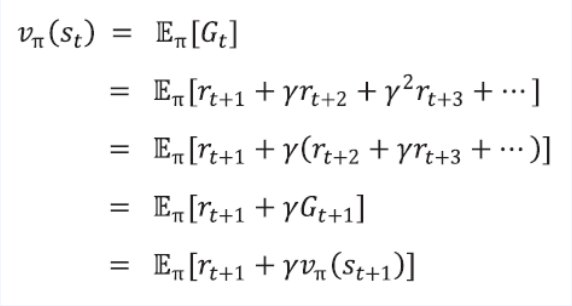 v_π(s_t) = 𝔼_π[G_t]
= 𝔼_π[r_{t+1} + γr_{t+2} + γ²r_{t+3} + ⋯]
= 𝔼_π[r_{t+1} + γ(r_{t+2} + γr_{t+3} + ⋯)]
= 𝔼_π[r_{t+1} + γG_{t+1}]
= 𝔼_π[r_{t+1} + γv_π(s_{t+1})]